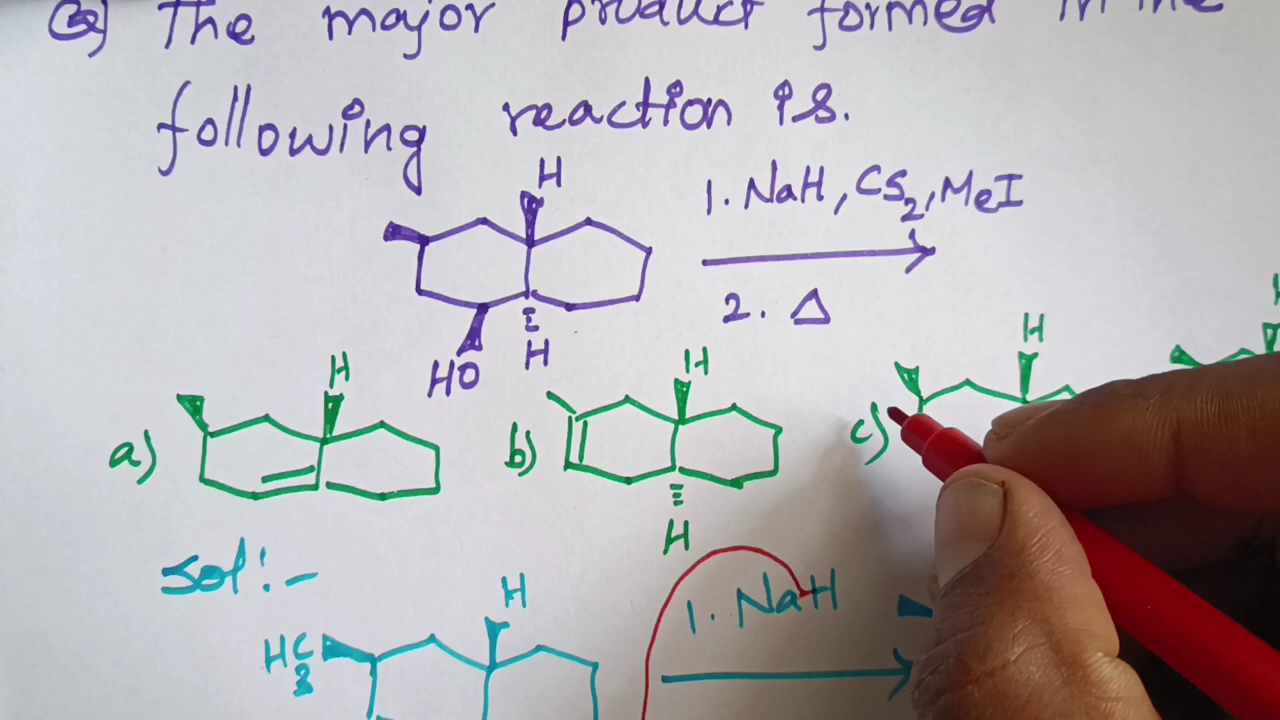 Q) The major product formed in the
following reaction is.
H
1. NaH, CS2, MeI
2. Δ
HO H
H
H
H
a)
b)
c)
H
Sol:-
H
1. NaH
H3C